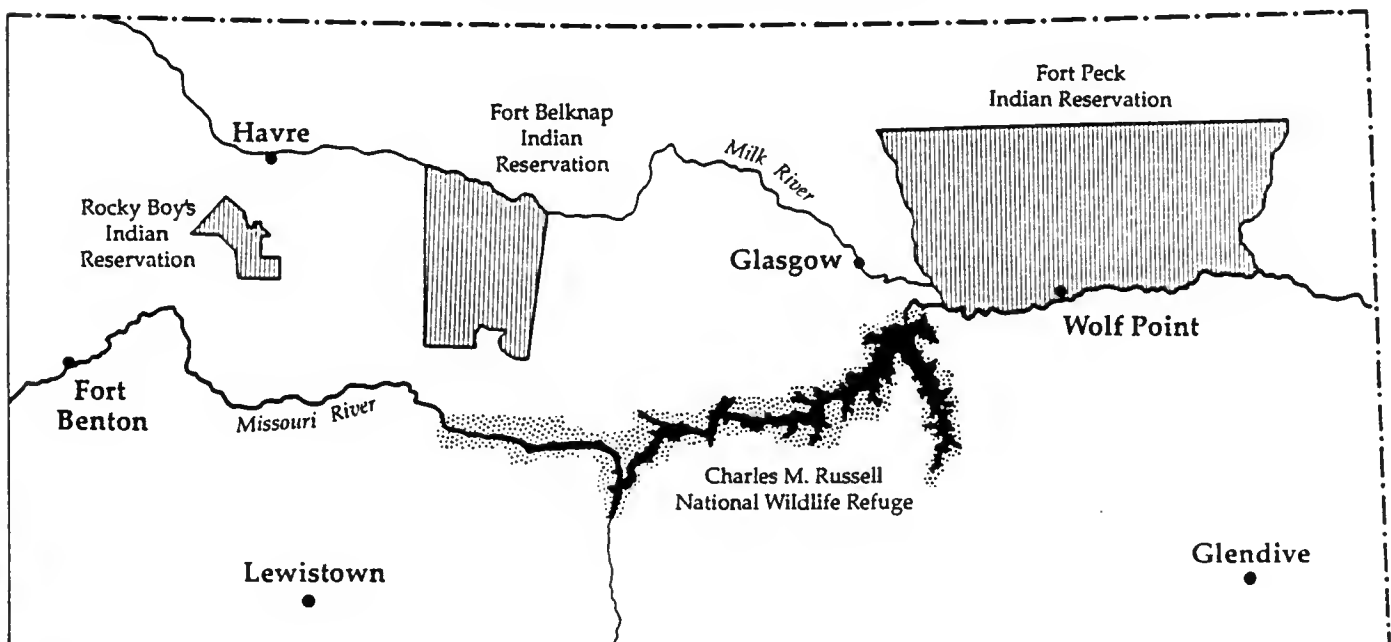 Fort Peck
Indian Reservation
Fort Belknap
Indian
Reservation
Havre
Milk River
Rocky Boy's
Indian
Reservation
Glasgow
Wolf Point
Fort
Benton
Missouri River
Charles M. Russell
National Wildlife Refuge
Lewistown
Glendive